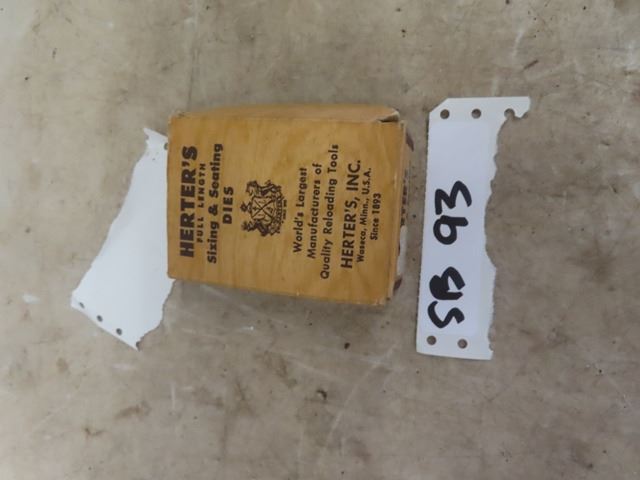 HERTER'S
FULL LENGTH
Sizing & Seating
DIES
World's Largest
Manufacturers of
Quality Reloading Tools
HERTER'S, INC.
Waseca, Minn., U.S.A.
Since 1893
SB 93